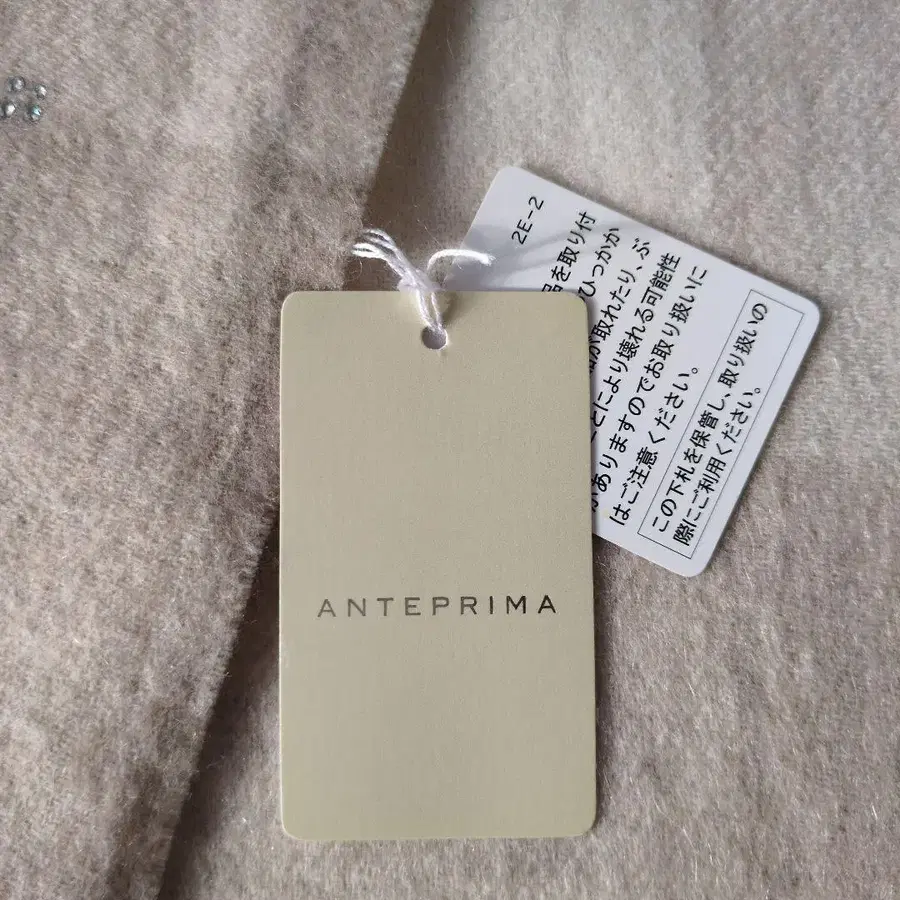 ANTEPRIMA
2E-2
品を取り付
ひっかか
が取れたり、ぶ
とにより壊れる可能性
がありますのでお取り扱いに
はご注意ください。
この下札を保管し、取り扱いの
際にご利用ください。